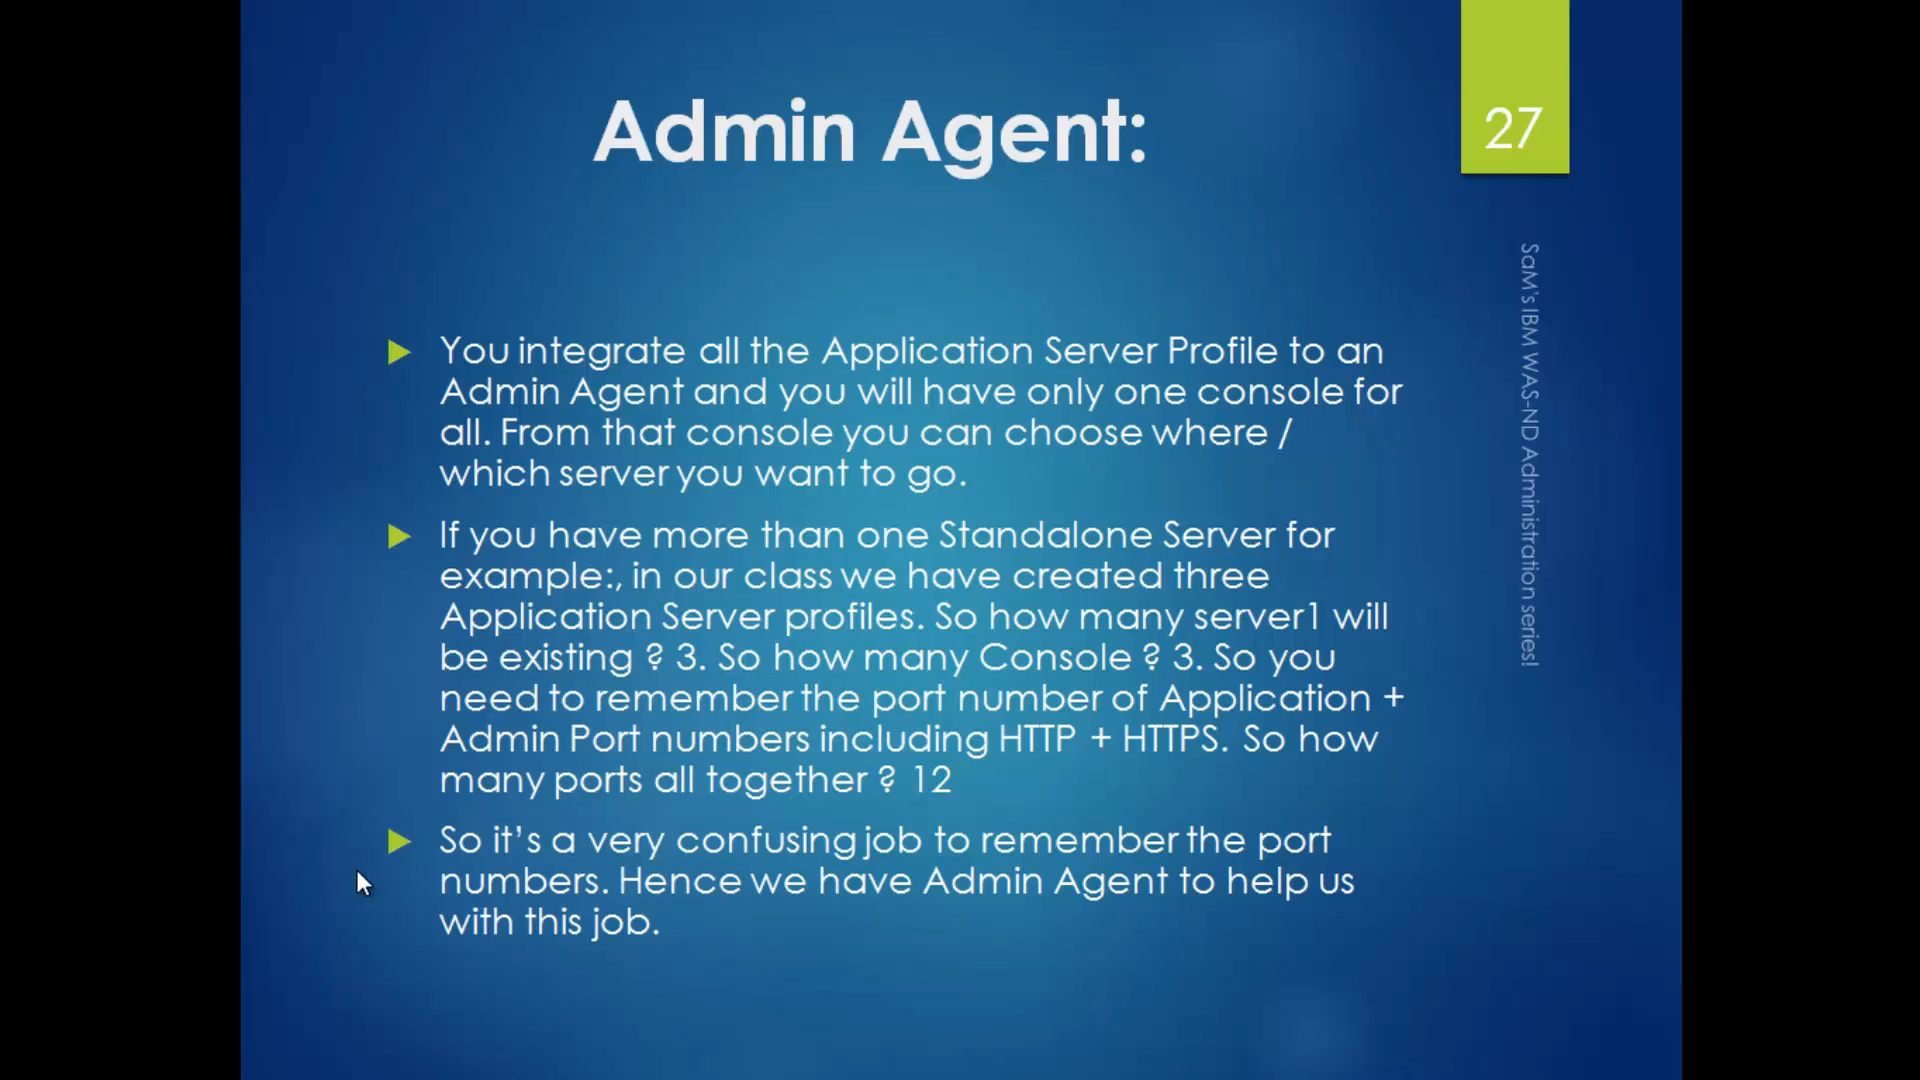 Admin Agent:
27
You integrate all the Application Server Profile to an
Admin Agent and you will have only one console for
all. From that console you can choose where /
which server you want to go.
If you have more than one Standalone Server for
example:, in our class we have created three
Application Server profiles. So how many server1 will
be existing ? 3. So how many Console ? 3. So you
need to remember the port number of Application +
Admin Port numbers including HTTP + HTTPS. So how
many ports all together ? 12
So it's a very confusing job to remember the port
numbers. Hence we have Admin Agent to help us
with this job.
SaM's IBM WAS-ND Administration series!